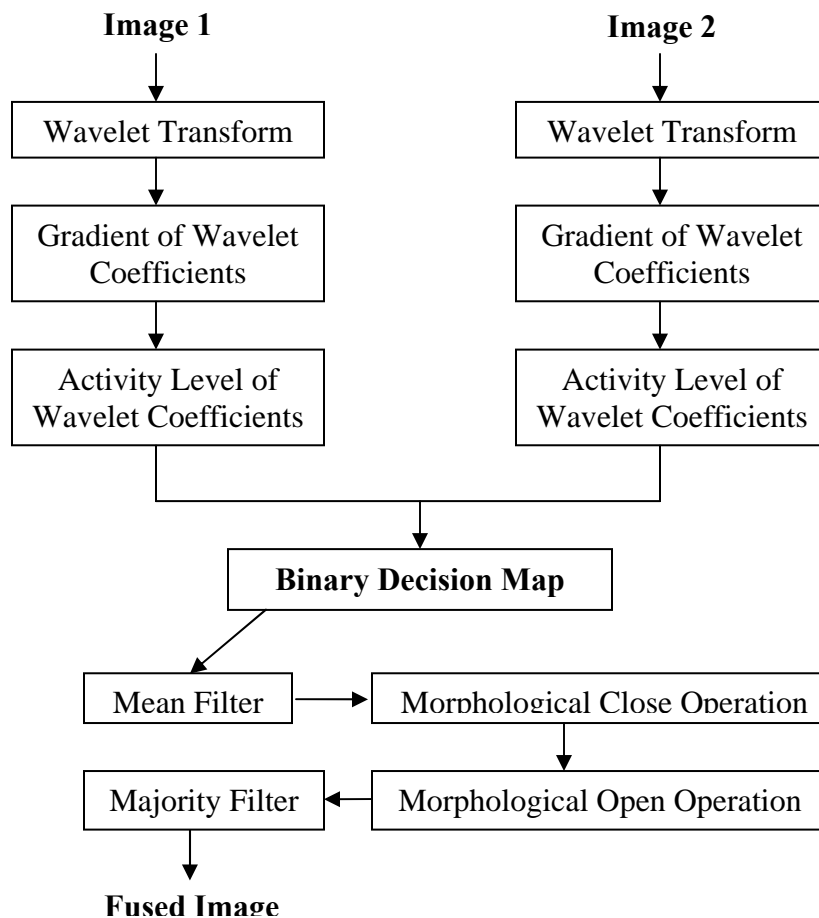 Image 1
Image 2
Wavelet Transform
Wavelet Transform
Gradient of Wavelet
Coefficients
Gradient of Wavelet
Coefficients
Activity Level of
Wavelet Coefficients
Activity Level of
Wavelet Coefficients
Binary Decision Map
Mean Filter
Morphological Close Operation
Majority Filter
Morphological Open Operation
Fused Image